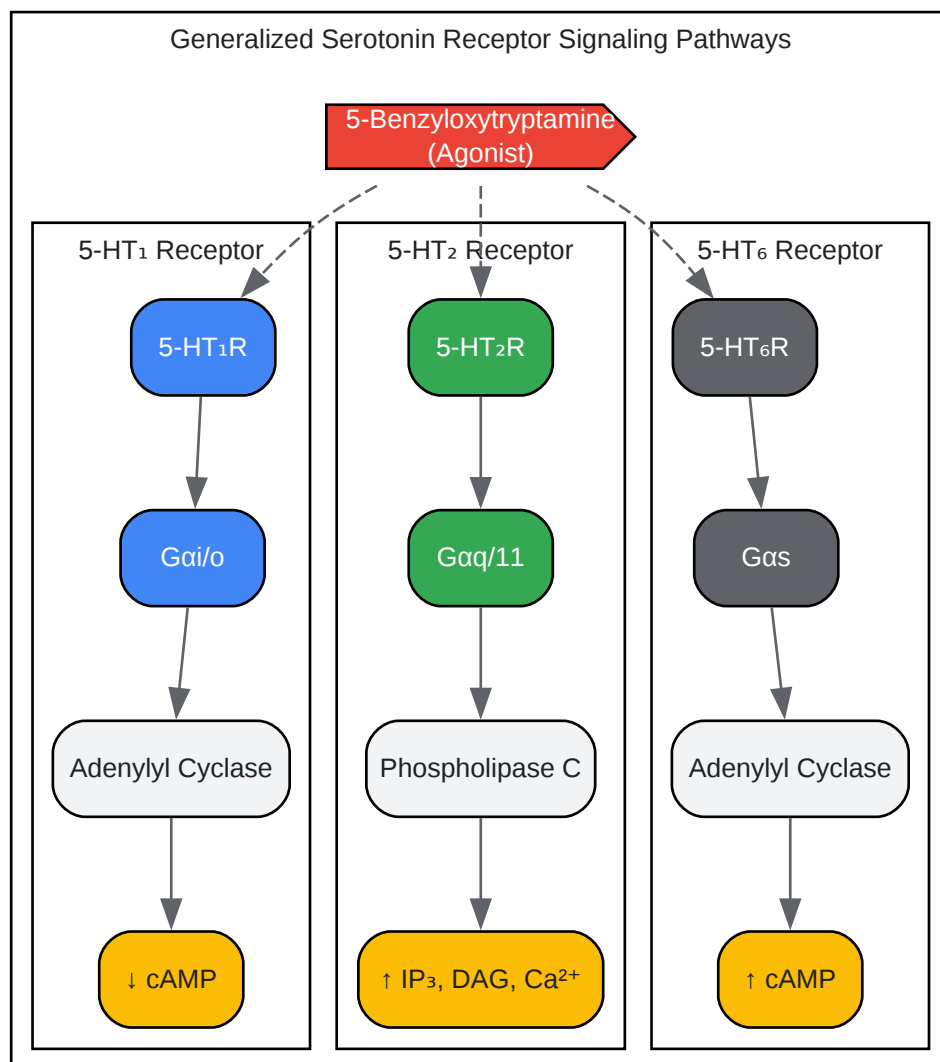 Generalized Serotonin Receptor Signaling Pathways
5-Benzyloxytryptamine
(Agonist)
5-HT₁ Receptor
5-HT₁R
Gαi/o
Adenylyl Cyclase
↓ cAMP
5-HT₂ Receptor
5-HT₂R
Gαq/11
Phospholipase C
↑ IP₃, DAG, Ca²⁺
5-HT₆ Receptor
5-HT₆R
Gαs
Adenylyl Cyclase
↑ cAMP